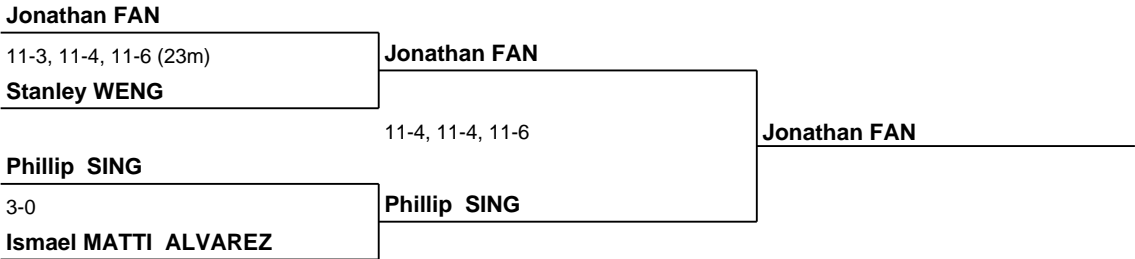 Jonathan FAN
11-3, 11-4, 11-6 (23m)
Stanley WENG
Jonathan FAN
11-4, 11-4, 11-6
Jonathan FAN
Phillip SING
3-0
Ismael MATTI ALVAREZ
Phillip SING